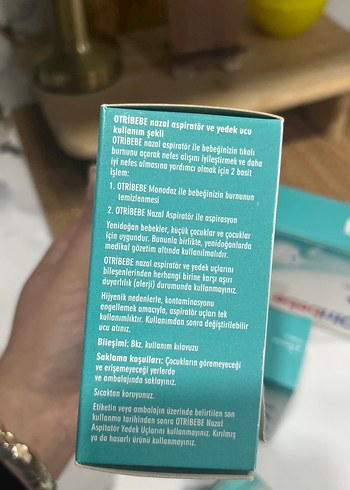 OTRİBEBE nazal aspiratör ve yedek ucu
kullanım şekli
OTRİBEBE nazal aspiratör ile bebeğinizin tıkalı
burnunu açarak nefes alışını iyileştirmek ve daha
iyi nefes almasına yardımcı olmak için 2 basit
işlem:
1. OTRİBEBE Monodoz ile bebeğinizin burnunun
temizlenmesi
2. OTRİBEBE Nazal Aspiratör ile aspirasyon
Yenidoğan bebekler, küçük çocuklar ve çocuklar
için uygundur. Bununla birlikte, yenidoğanlarda
medikal gözetim altında kullanılmalıdır.
OTRİBEBE nazal aspiratör ve yedek uçlarını
bileşenlerinden herhangi birine karşı aşırı
duyarlılık (alerji) durumunda kullanmayınız.
Hijyenik nedenlerle, kontaminasyonu
engellemek amacıyla, aspiratör uçları tek
kullanımlıktır. Kullanımdan sonra değiştirilebilir
ucu atınız.
Bileşimi: Bkz. kullanım kılavuzu
Saklama koşulları: Çocukların göremeyeceği
ve erişemeyeceği yerlerde
ve ambalajında saklayınız.
Sıcaktan koruyunuz.
Etiketin veya ambalajın üzerinde belirtilen son
kullanma tarihinden sonra OTRİBEBE Nazal
Aspitatör Yedek Uçlarını kullanmayınız. Kırılmış
ya da hasarlı ürünü kullanmayınız.